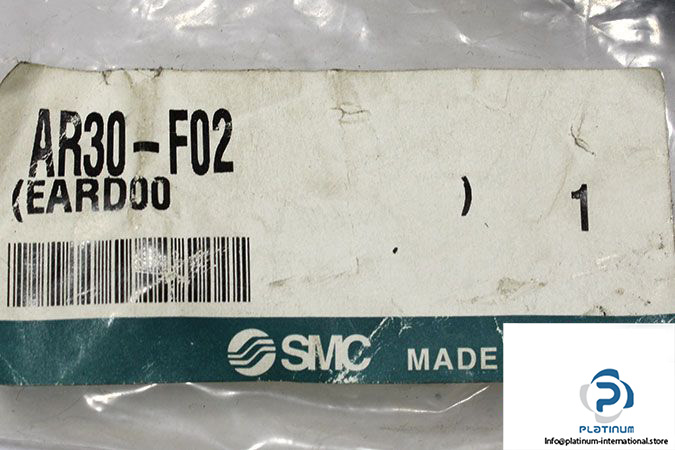 AR30-F02
(EARD00 ) 1
SMC MADE
PLATINUM
Info@platinum-international.store